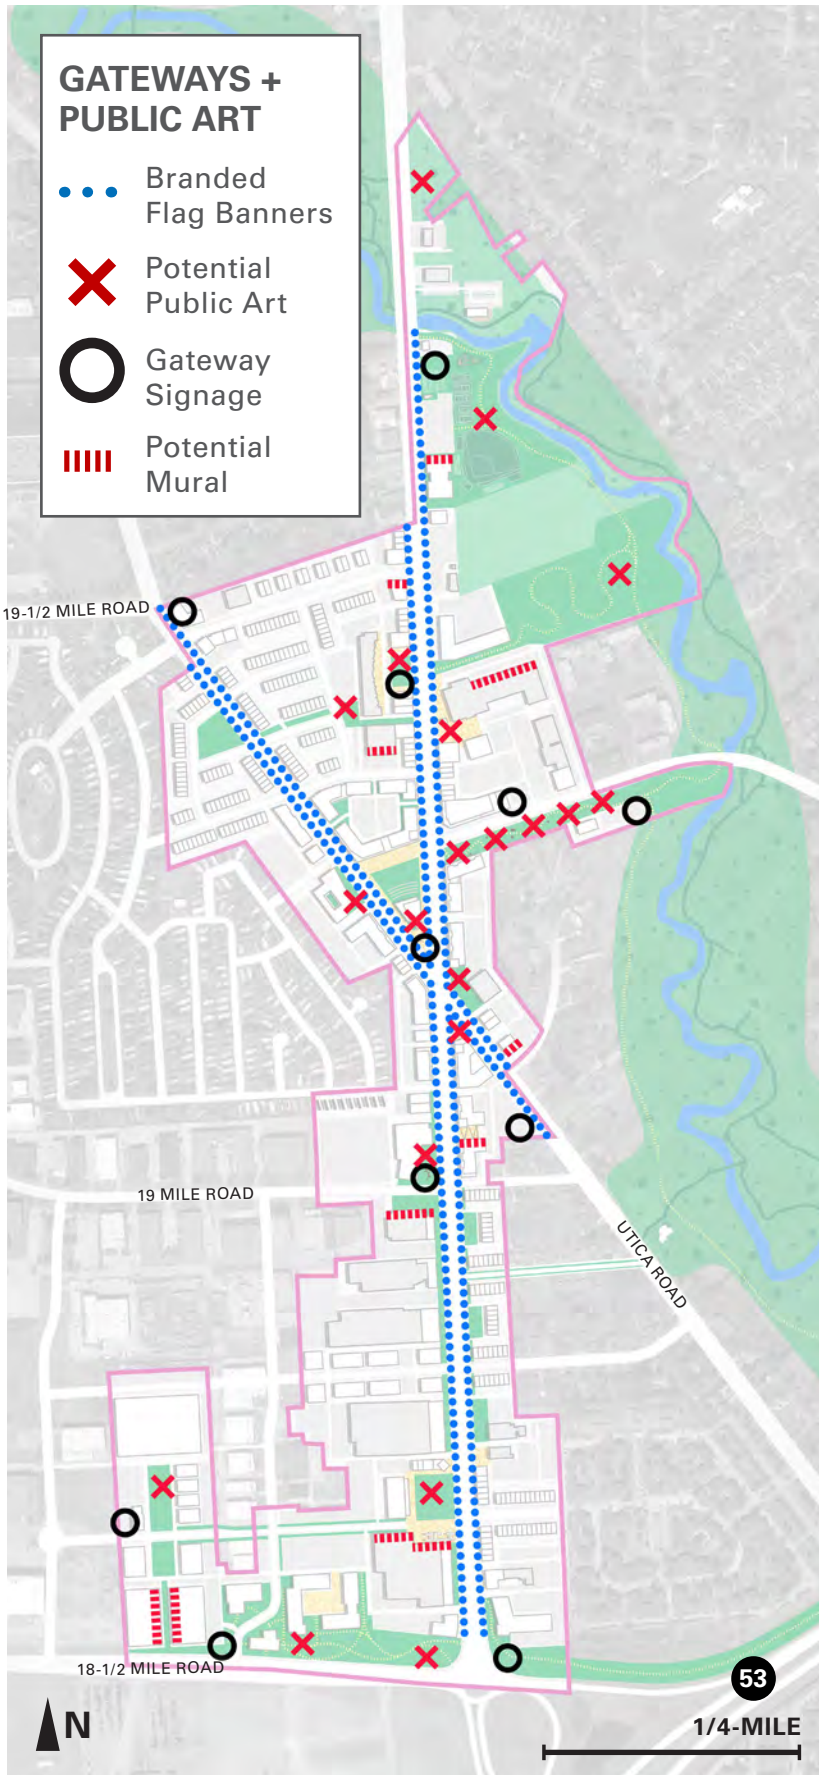 GATEWAYS +
PUBLIC ART
Branded
Flag Banners
Potential
Public Art
Gateway
Signage
Potential
Mural
19-1/2 MILE ROAD
19 MILE ROAD
UTICA ROAD
18-1/2 MILE ROAD
53
N
1/4-MILE